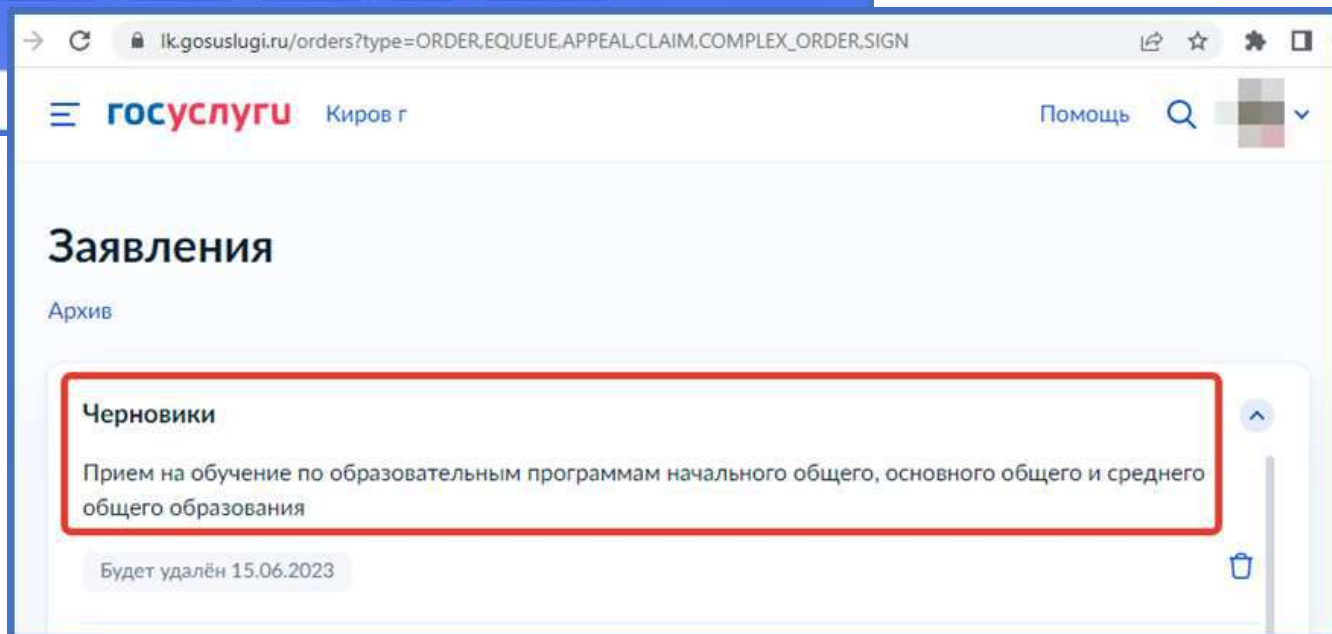 lk.gosuslugi.ru/orders?type=ORDER,EQUEUE,APPEAL,CLAIM,COMPLEX_ORDER,SIGN
госуслуги Киров г Помощь
Заявления
Архив
Черновики
Прием на обучение по образовательным программам начального общего, основного общего и среднего
общего образования
Будет удалён 15.06.2023